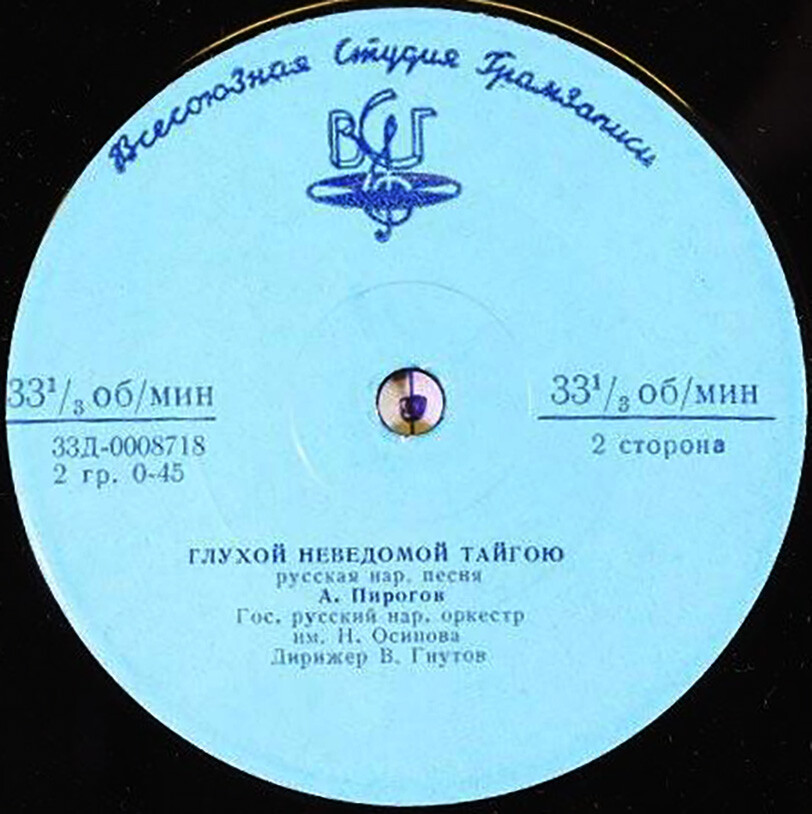 Всесоюзная Студия Грамзаписи
ВСГ
33¹/₃ об/мин
33Д-0008718
2 гр. 0-45
33¹/₃ об/мин
2 сторона
ГЛУХОЙ НЕВЕДОМОЙ ТАЙГОЮ
русская нар. песня
А. Пирогов
Гос. русский нар. оркестр
им. Н. Осипова
Дирижер В. Гнутов